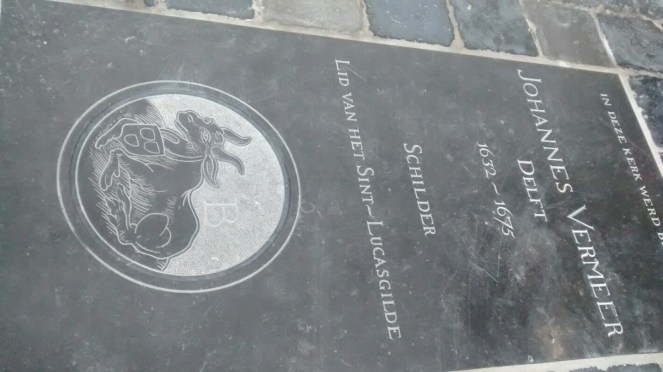 IN DEZE KERK WERD
JOHANNES VERMEER
DELFT
1632 – 1675
SCHILDER
LID VAN HET SINT-LUCASGILDE
B